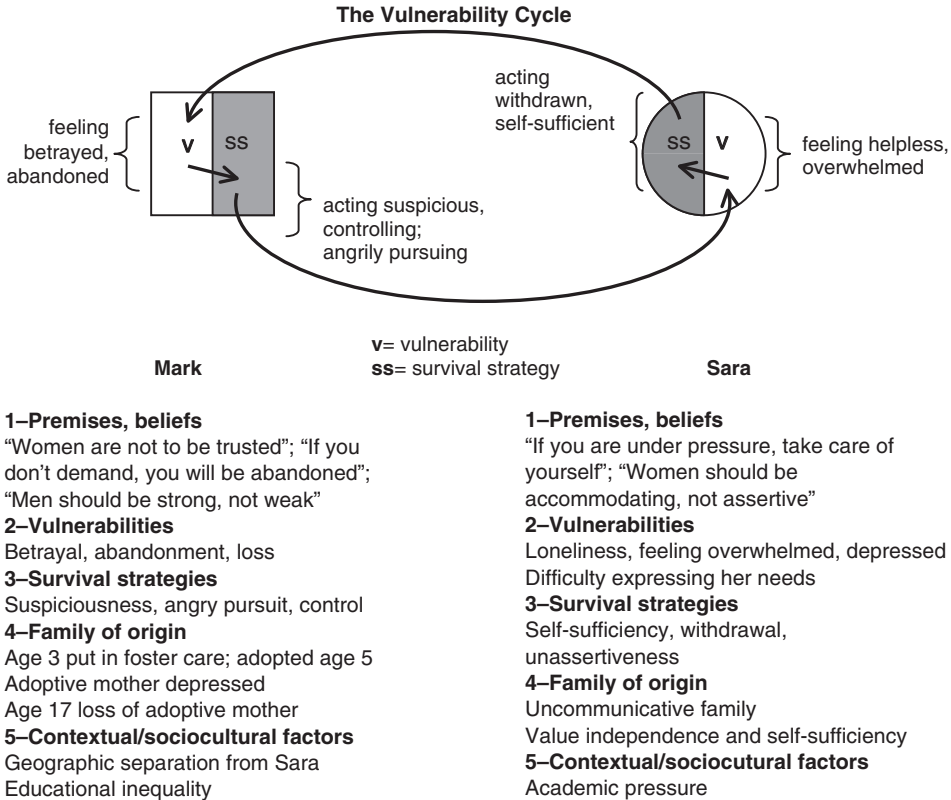 The Vulnerability Cycle
feeling
betrayed,
abandoned
v
ss
acting suspicious,
controlling;
angrily pursuing
acting
withdrawn,
self-sufficient
ss
v
feeling helpless,
overwhelmed
v= vulnerability
ss= survival strategy
Mark
Sara
1–Premises, beliefs
“Women are not to be trusted”; “If you
don’t demand, you will be abandoned”;
“Men should be strong, not weak”
2–Vulnerabilities
Betrayal, abandonment, loss
3–Survival strategies
Suspiciousness, angry pursuit, control
4–Family of origin
Age 3 put in foster care; adopted age 5
Adoptive mother depressed
Age 17 loss of adoptive mother
5–Contextual/sociocultural factors
Geographic separation from Sara
Educational inequality
1–Premises, beliefs
“If you are under pressure, take care of
yourself”; “Women should be
accommodating, not assertive”
2–Vulnerabilities
Loneliness, feeling overwhelmed, depressed
Difficulty expressing her needs
3–Survival strategies
Self-sufficiency, withdrawal,
unassertiveness
4–Family of origin
Uncommunicative family
Value independence and self-sufficiency
5–Contextual/sociocutural factors
Academic pressure